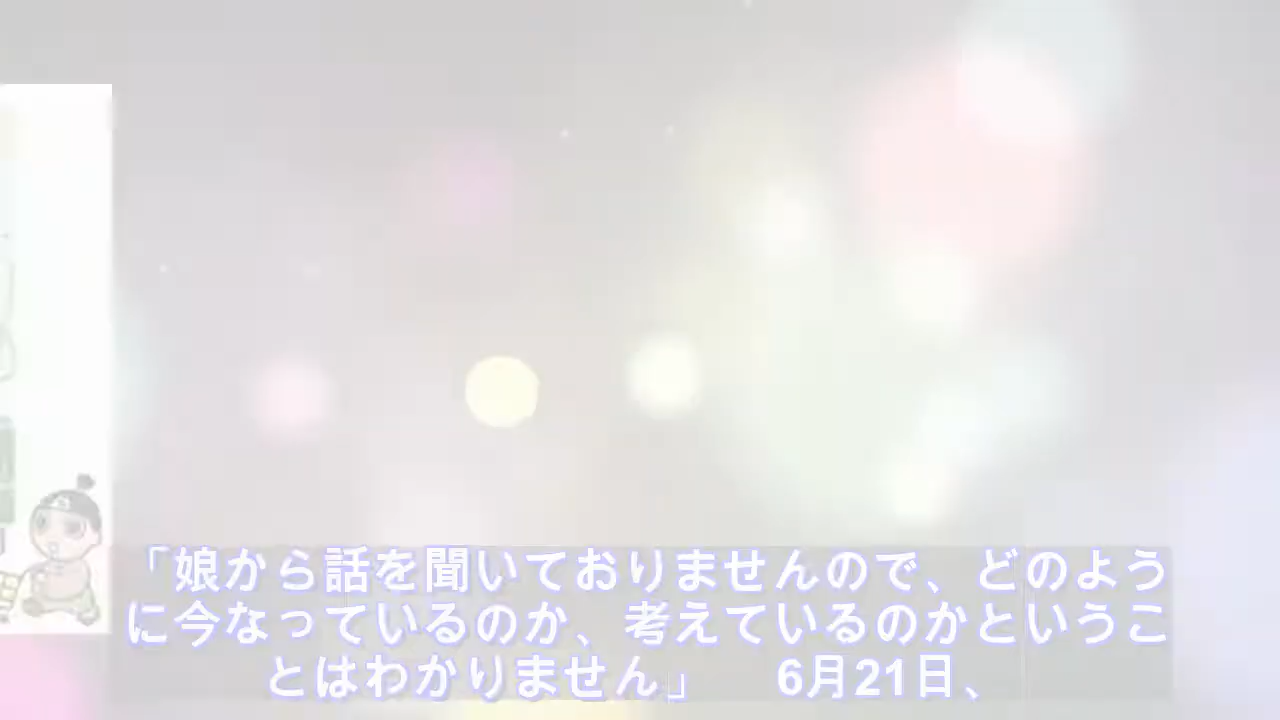 「娘から話を聞いておりませんので、どのよう
に今なっているのか、考えているのかというこ
とはわかりません」　6月21日、